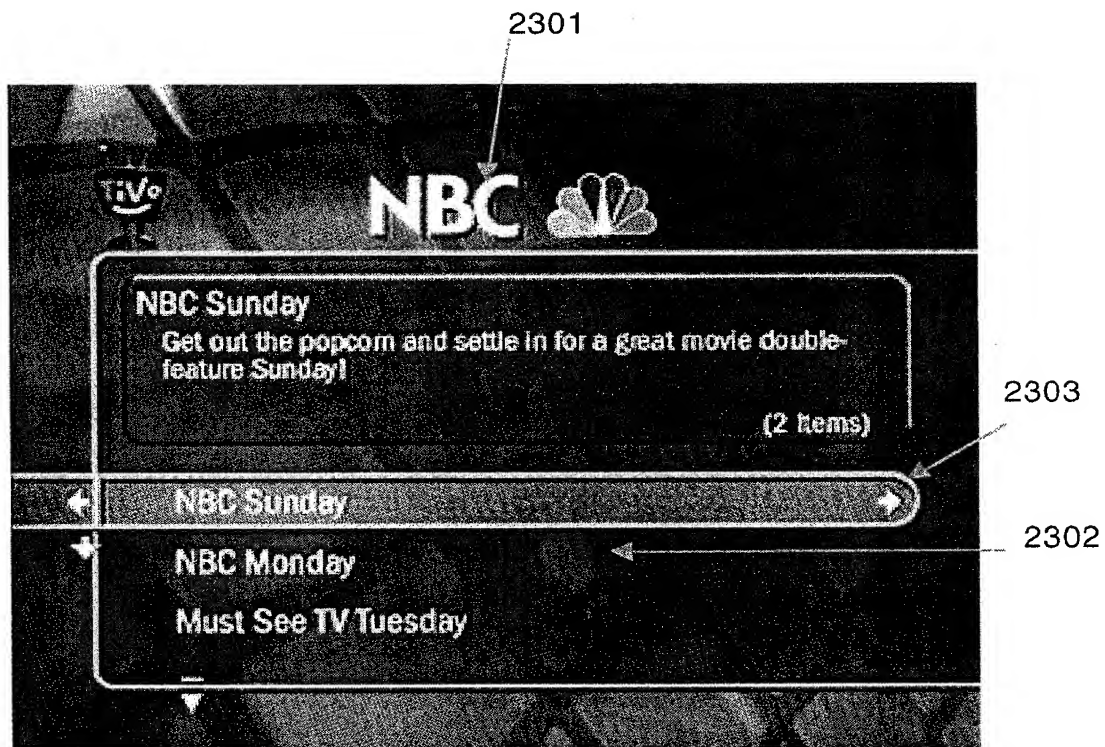 2301
TiVo
NBC
NBC Sunday
Get out the popcorn and settle in for a great movie double-
feature Sunday!
(2 Items)
2303
NBC Sunday
2302
NBC Monday
Must See TV Tuesday